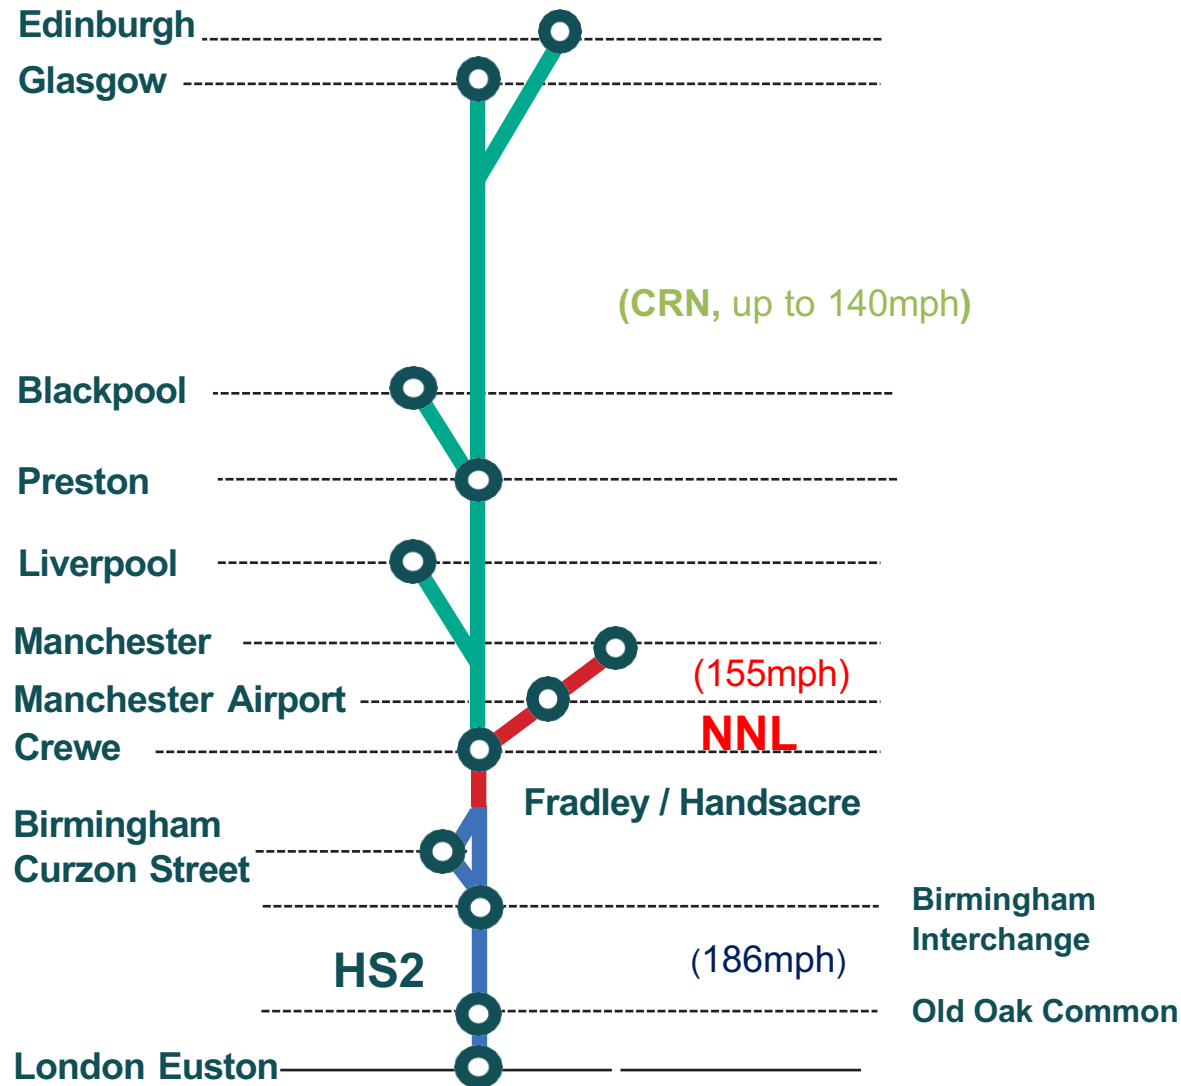 Edinburgh
Glasgow
(CRN, up to 140mph)
Blackpool
Preston
Liverpool
Manchester
(155mph)
Manchester Airport
NNL
Crewe
Fradley / Handsacre
Birmingham
Curzon Street
Birmingham
Interchange
HS2
(186mph)
Old Oak Common
London Euston